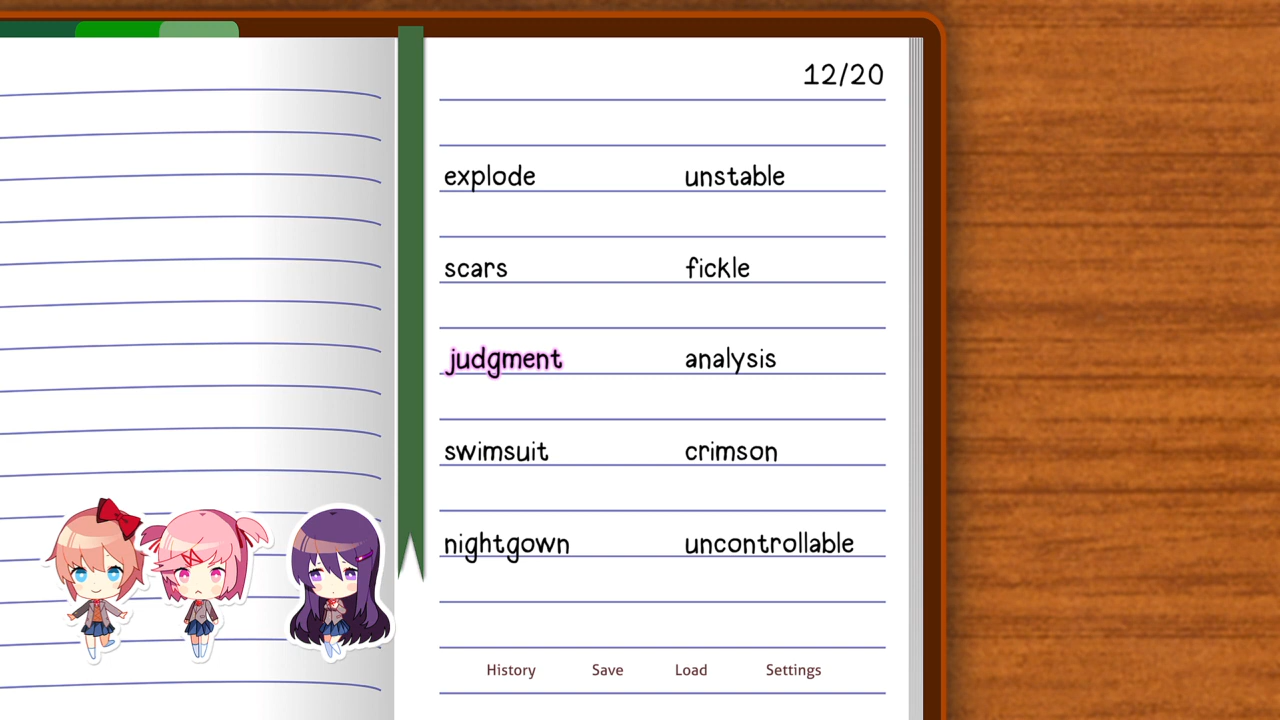 12/20
explode unstable
scars fickle
judgment analysis
swimsuit crimson
nightgown uncontrollable
History Save Load Settings